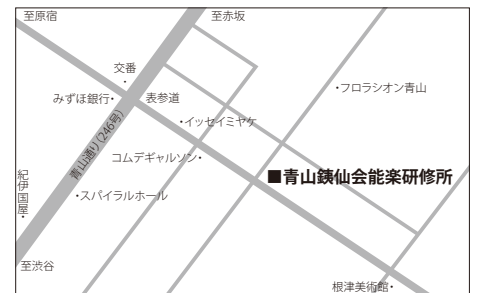 至原宿
至赤坂
交番
みずほ銀行・
表参道
・フロラシオン青山
・イッセイミヤケ
青山通り(246号)
コムデギャルソン・
■青山銕仙会能楽研修所
紀伊国屋・
・スパイラルホール
至渋谷
根津美術館・